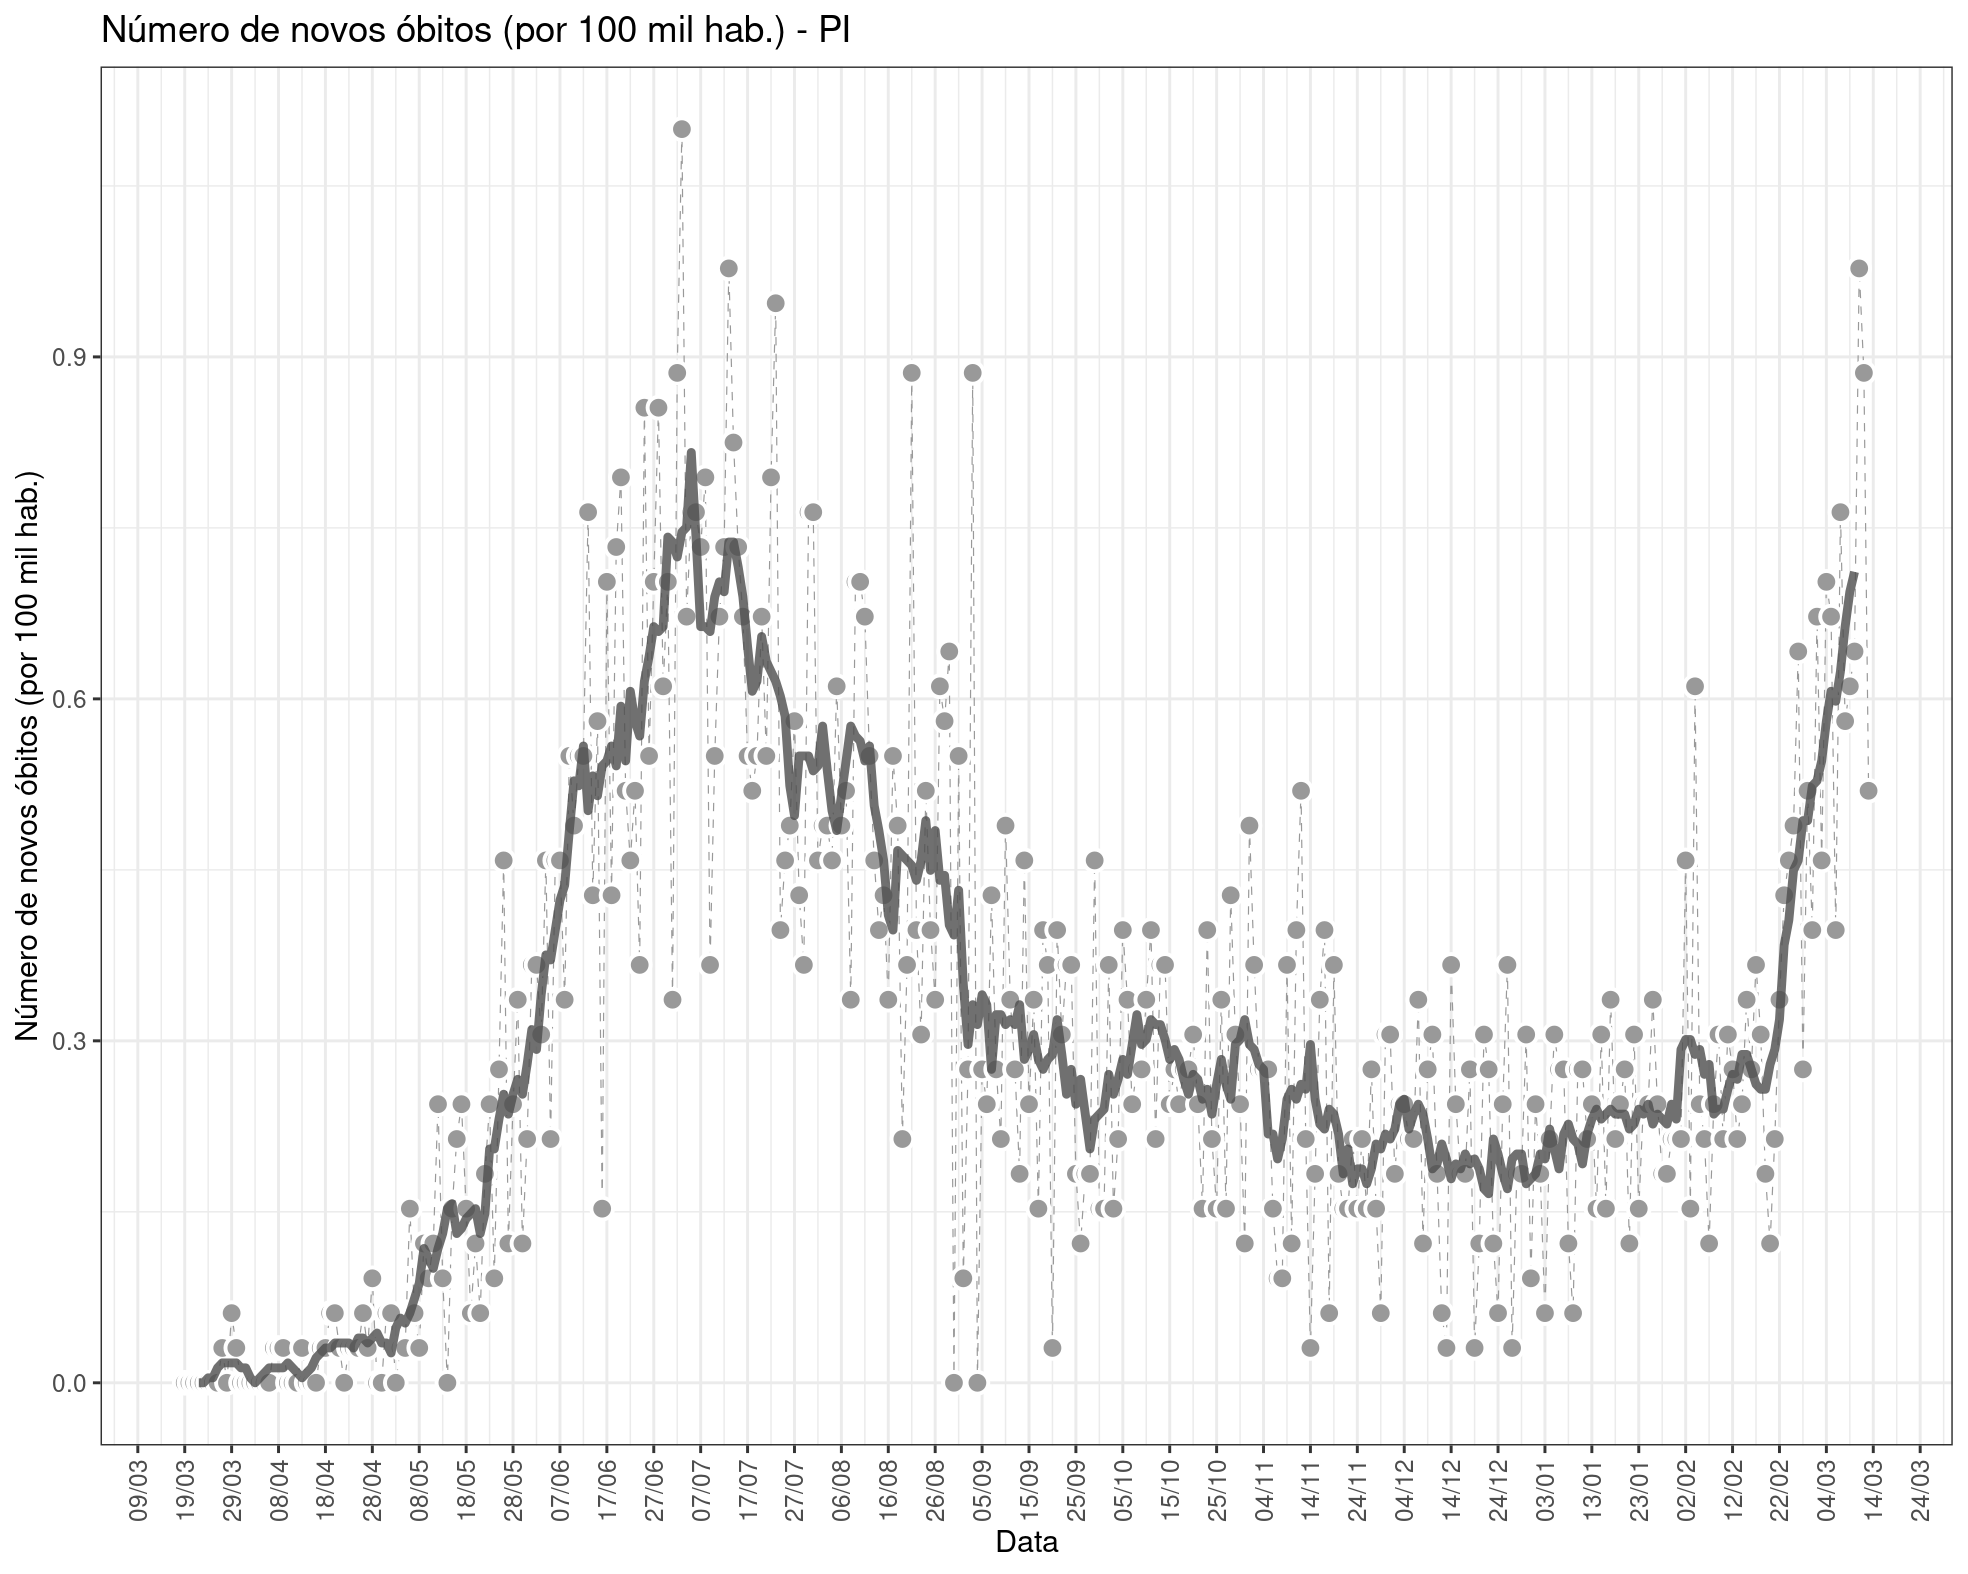 Número de novos óbitos (por 100 mil hab.) - PI
Número de novos óbitos (por 100 mil hab.)
0.9
0.6
0.3
0.0
09/03 19/03 29/03 08/04 18/04 28/04 08/05 18/05 28/05 07/06 17/06 27/06 07/07 17/07 27/07 06/08 16/08 26/08 05/09 15/09 25/09 05/10 15/10 25/10 04/11 14/11 24/11 04/12 14/12 24/12 03/01 13/01 23/01 02/02 12/02 22/02 04/03 14/03 24/03
Data